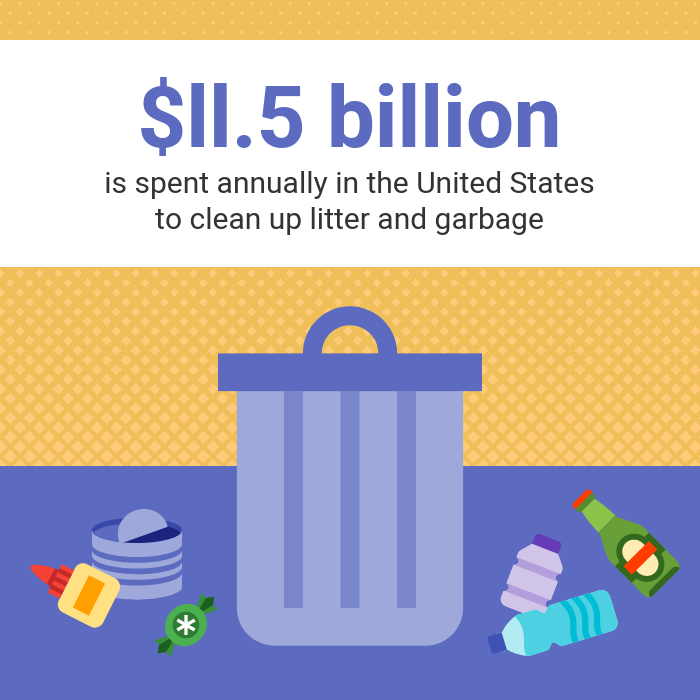 $11.5 billion
is spent annually in the United States
to clean up litter and garbage